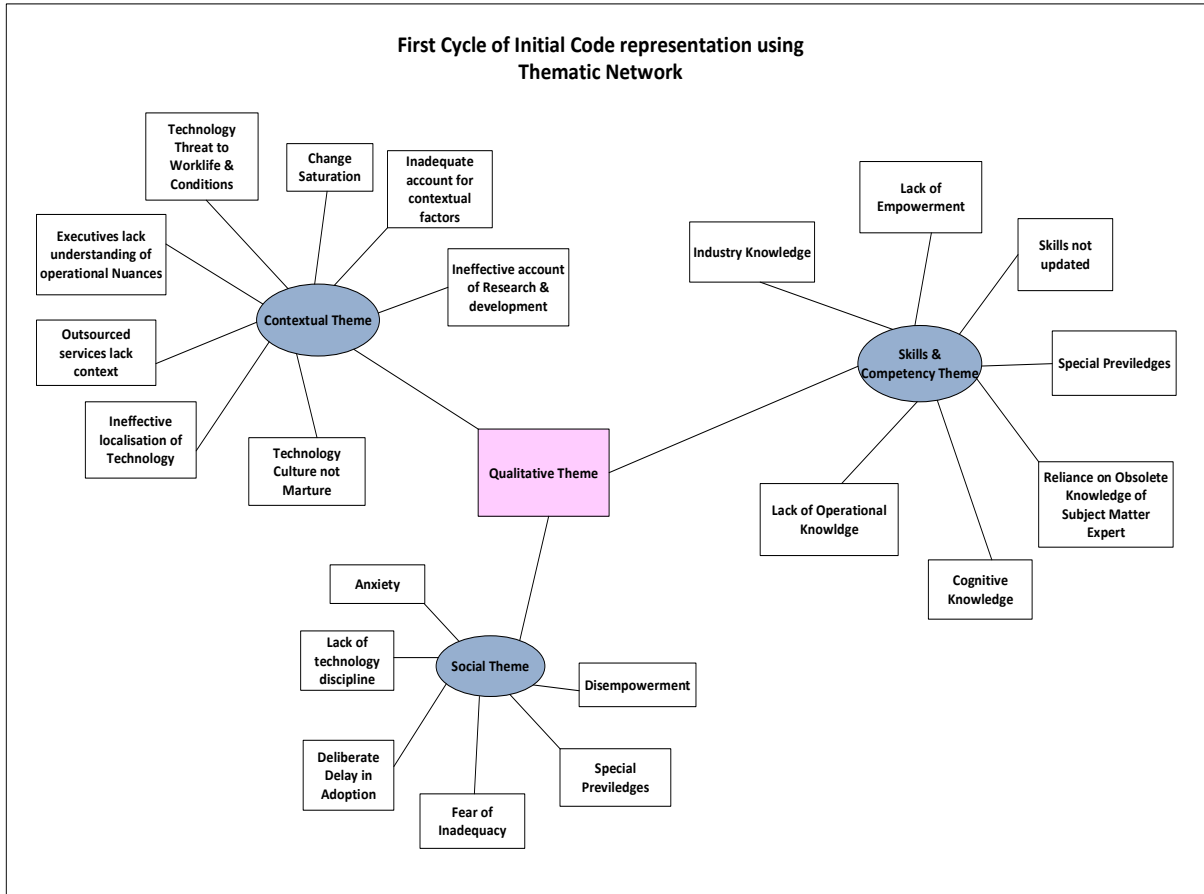 First Cycle of Initial Code representation using
Thematic Network
Technology
Threat to
Worklife &
Conditions
Change
Saturation
Inadequate
account for
contextual
factors
Executives lack
understanding of
operational Nuances
Ineffective account
of Research &
development
Contextual Theme
Outsourced
services lack
context
Ineffective
localisation of
Technology
Technology
Culture not
Marture
Qualitative Theme
Lack of
Empowerment
Industry Knowledge
Skills not
updated
Skills &
Competency Theme
Special Previledges
Reliance on Obsolete
Knowledge of
Subject Matter
Expert
Lack of Operational
Knowldge
Cognitive
Knowledge
Anxiety
Lack of
technology
discipline
Social Theme
Disempowerment
Deliberate
Delay in
Adoption
Fear of
Inadequacy
Special
Previledges